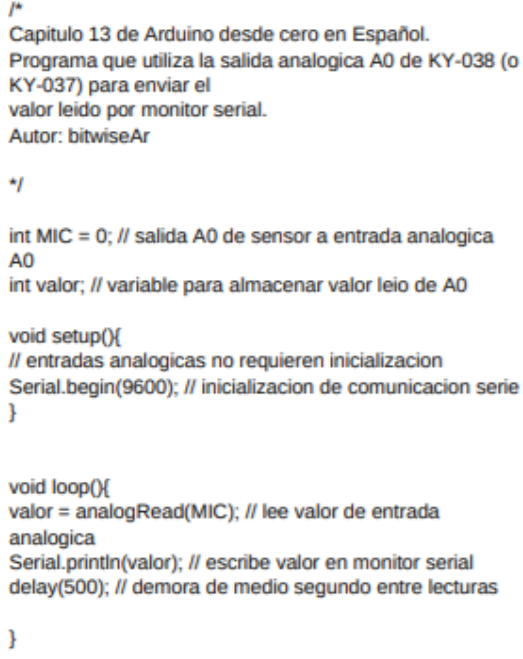 /*
Capitulo 13 de Arduino desde cero en Español.
Programa que utiliza la salida analogica A0 de KY-038 (o
KY-037) para enviar el
valor leido por monitor serial.
Autor: bitwiseAr
*/
int MIC = 0; // salida A0 de sensor a entrada analogica
A0
int valor; // variable para almacenar valor leio de A0
void setup(){
// entradas analogicas no requieren inicializacion
Serial.begin(9600); // inicializacion de comunicacion serie
}
void loop(){
valor = analogRead(MIC); // lee valor de entrada
analogica
Serial.println(valor); // escribe valor en monitor serial
delay(500); // demora de medio segundo entre lecturas
}